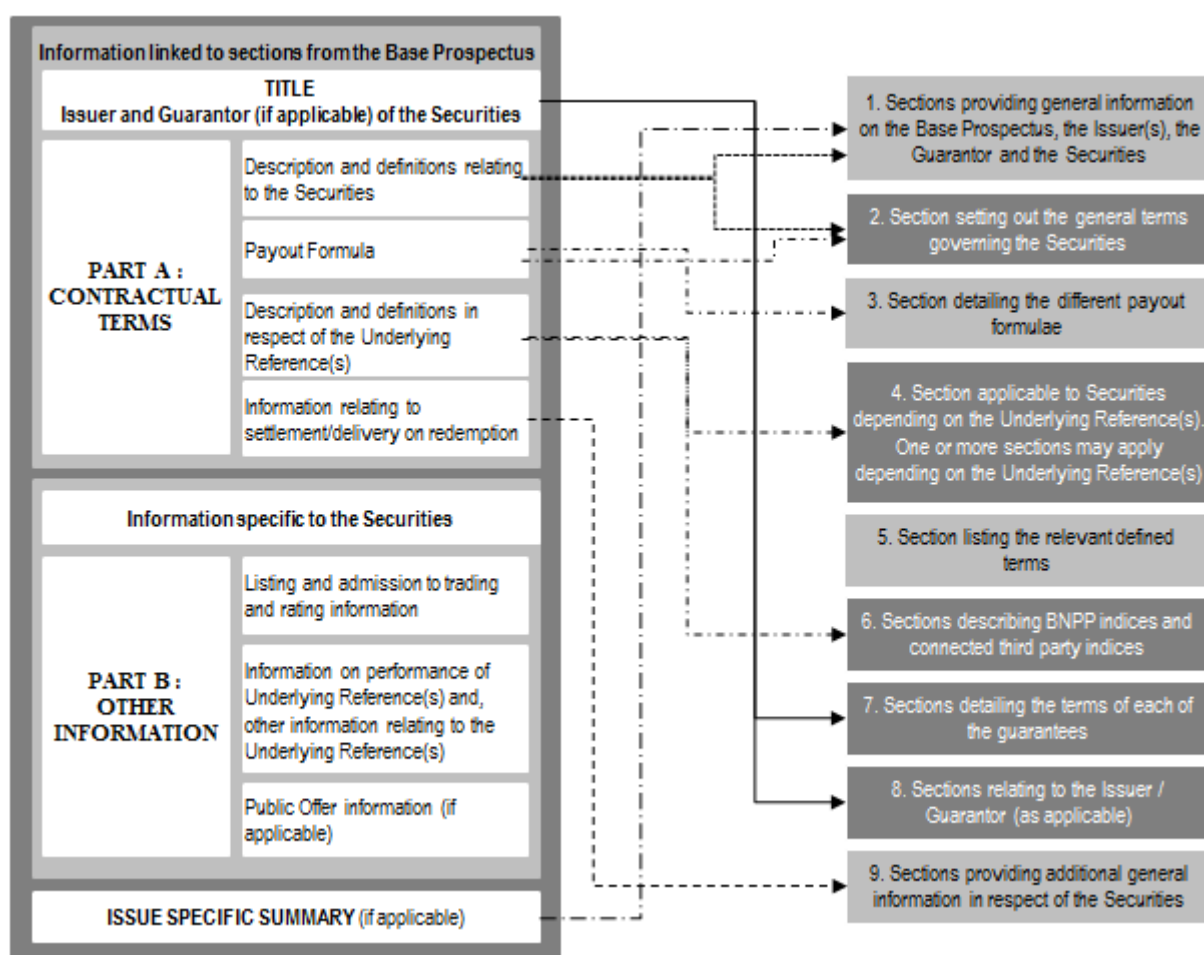 Information linked to sections from the Base Prospectus
TITLE
Issuer and Guarantor (if applicable) of the Securities
PART A :
CONTRACTUAL
TERMS
Description and definitions relating
to the Securities
Payout Formula
Description and definitions in
respect of the Underlying
Reference(s)
Information relating to
settlement/delivery on redemption
Information specific to the Securities
PART B :
OTHER
INFORMATION
Listing and admission to trading
and rating information
Information on performance of
Underlying Reference(s) and,
other information relating to the
Underlying Reference(s)
Public Offer information (if
applicable)
ISSUE SPECIFIC SUMMARY (if applicable)
1. Sections providing general information
on the Base Prospectus, the Issuer(s), the
Guarantor and the Securities
2. Section setting out the general terms
governing the Securities
3. Section detailing the different payout
formulae
4. Section applicable to Securities
depending on the Underlying Reference(s).
One or more sections may apply
depending on the Underlying Reference(s)
5. Section listing the relevant defined
terms
6. Sections describing BNPP indices and
connected third party indices
7. Sections detailing the terms of each of
the guarantees
8. Sections relating to the Issuer /
Guarantor (as applicable)
9. Sections providing additional general
information in respect of the Securities